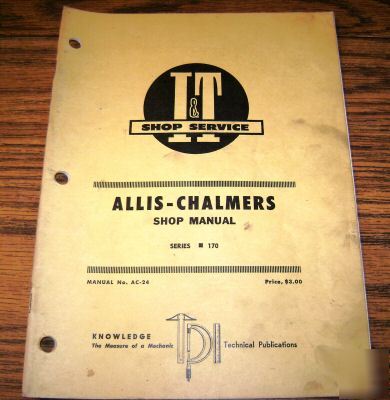 I&T
SHOP SERVICE
ALLIS-CHALMERS
SHOP MANUAL
SERIES ■ 170
MANUAL No. AC-24 Price, $3.00
KNOWLEDGE
The Measure of a Mechanic
TPI
Technical Publications